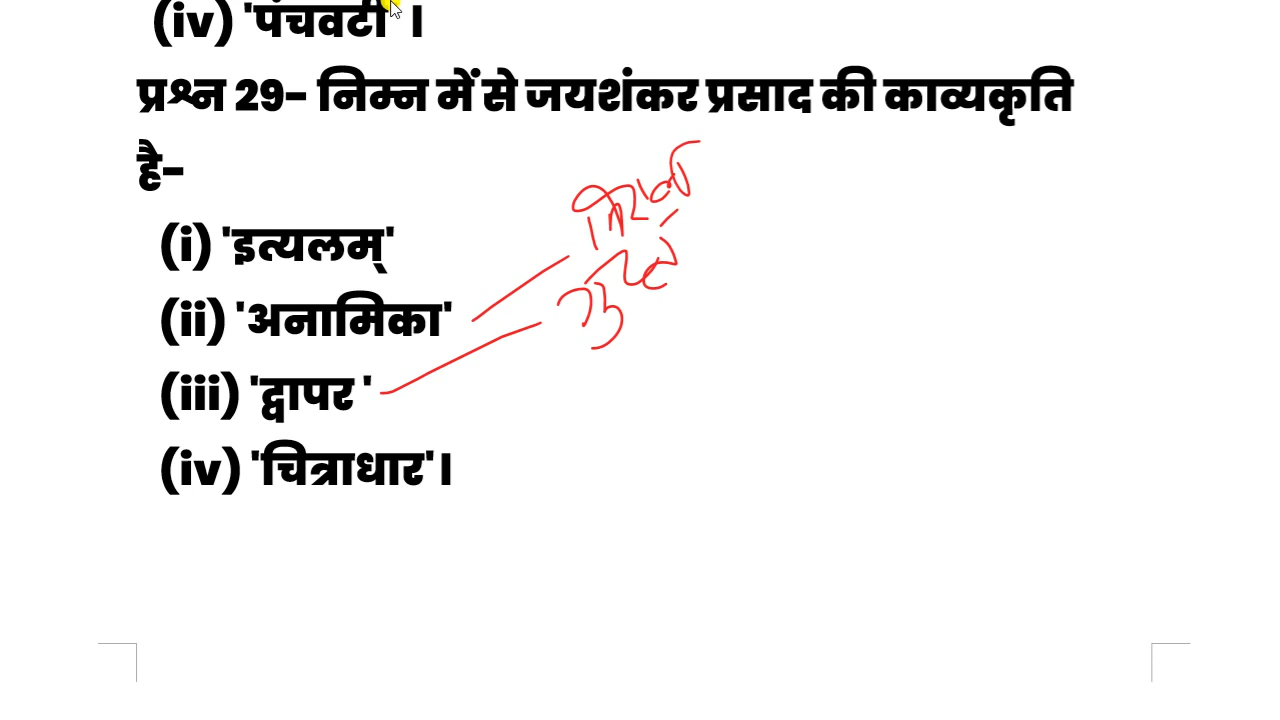 (iv) 'पंचवटी' ।
प्रश्न 29- निम्न में से जयशंकर प्रसाद की काव्यकृति
है-
(i) 'इत्यलम्'
(ii) 'अनामिका'
(iii) 'द्वापर '
(iv) 'चित्राधार'।